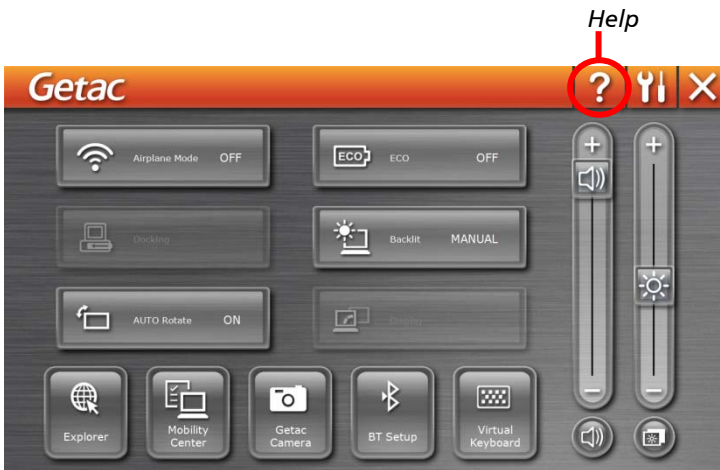 Help
Getac ?
Airplane Mode OFF
ECO ECO OFF
Docking
Backlit MANUAL
AUTO Rotate ON
Explorer
Mobility
Center
Getac
Camera
BT Setup
Virtual
Keyboard